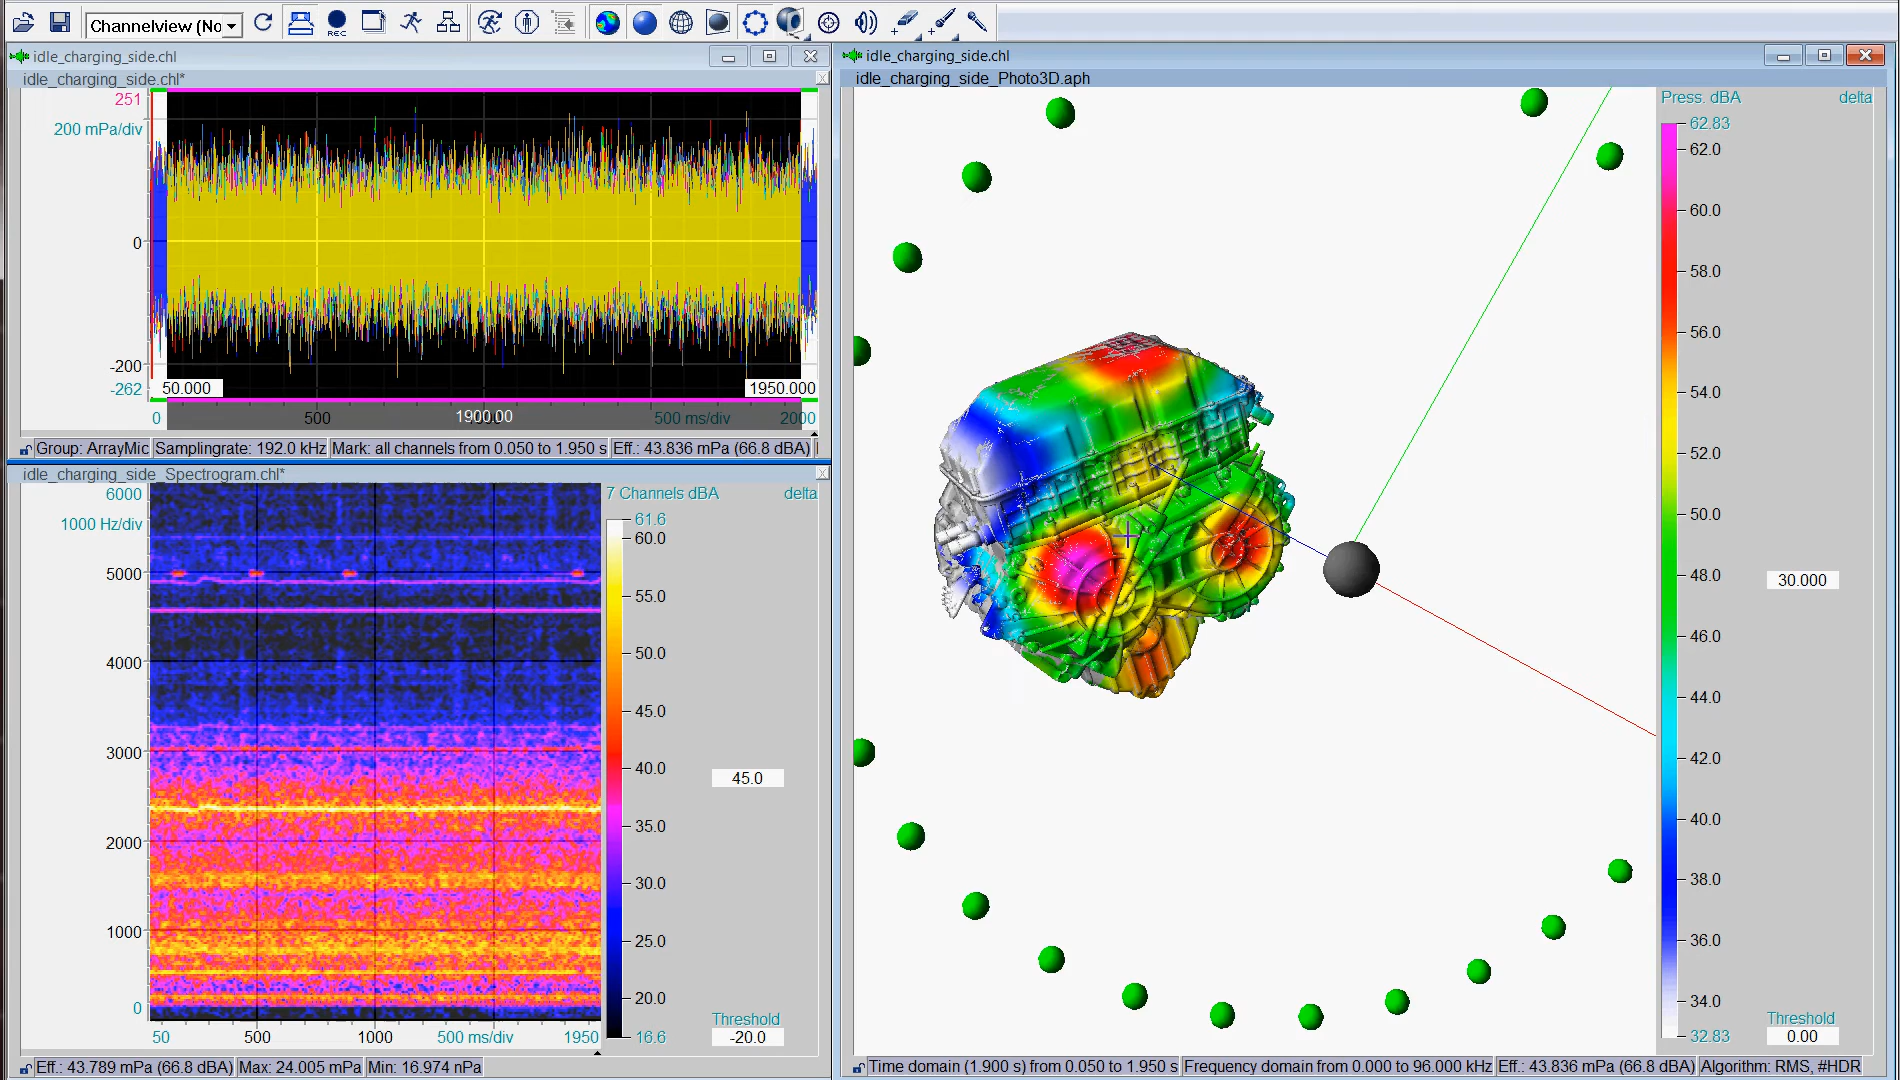 Channelview (No
REC
idle_charging_side.chl
idle_charging_side.chl*
251
200 mPa/div
0
-200
-262
50.000
1950.000
0
500
1900.00
500 ms/div
2000
Group: ArrayMic
Samplingrate: 192.0 kHz
Mark: all channels from 0.050 to 1.950 s
Eff.: 43.836 mPa (66.8 dBA)
idle_charging_side_Spectrogram.chl*
6000
1000 Hz/div
5000
4000
3000
2000
1000
0
50
500
1000
500 ms/div
1950
7 Channels dBA
delta
61.6
60.0
55.0
50.0
45.0
40.0
35.0
30.0
25.0
20.0
16.6
45.0
Threshold
-20.0
Eff.: 43.789 mPa (66.8 dBA)
Max: 24.005 mPa
Min: 16.974 nPa
idle_charging_side.chl
idle_charging_side_Photo3D.aph
Press. dBA
delta
62.83
62.0
60.0
58.0
56.0
54.0
52.0
50.0
48.0
46.0
44.0
42.0
40.0
38.0
36.0
34.0
32.83
30.000
Threshold
0.00
Time domain (1.900 s) from 0.050 to 1.950 s
Frequency domain from 0.000 to 96.000 kHz
Eff.: 43.836 mPa (66.8 dBA)
Algorithm: RMS, #HDR